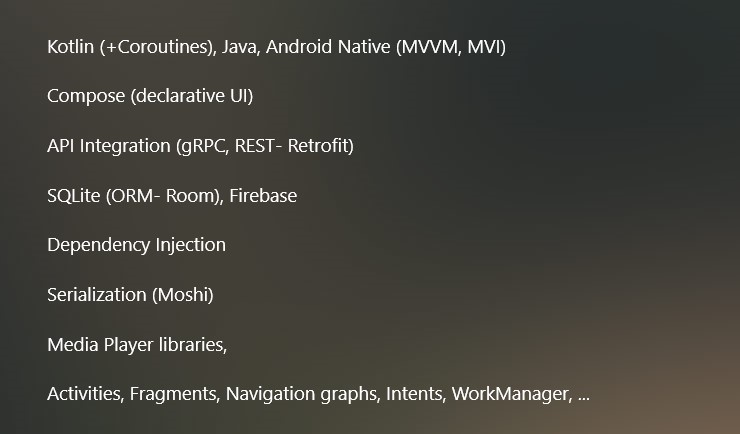 Kotlin (+Coroutines), Java, Android Native (MVVM, MVI)
Compose (declarative UI)
API Integration (gRPC, REST- Retrofit)
SQLite (ORM- Room), Firebase
Dependency Injection
Serialization (Moshi)
Media Player libraries,
Activities, Fragments, Navigation graphs, Intents, WorkManager, ...